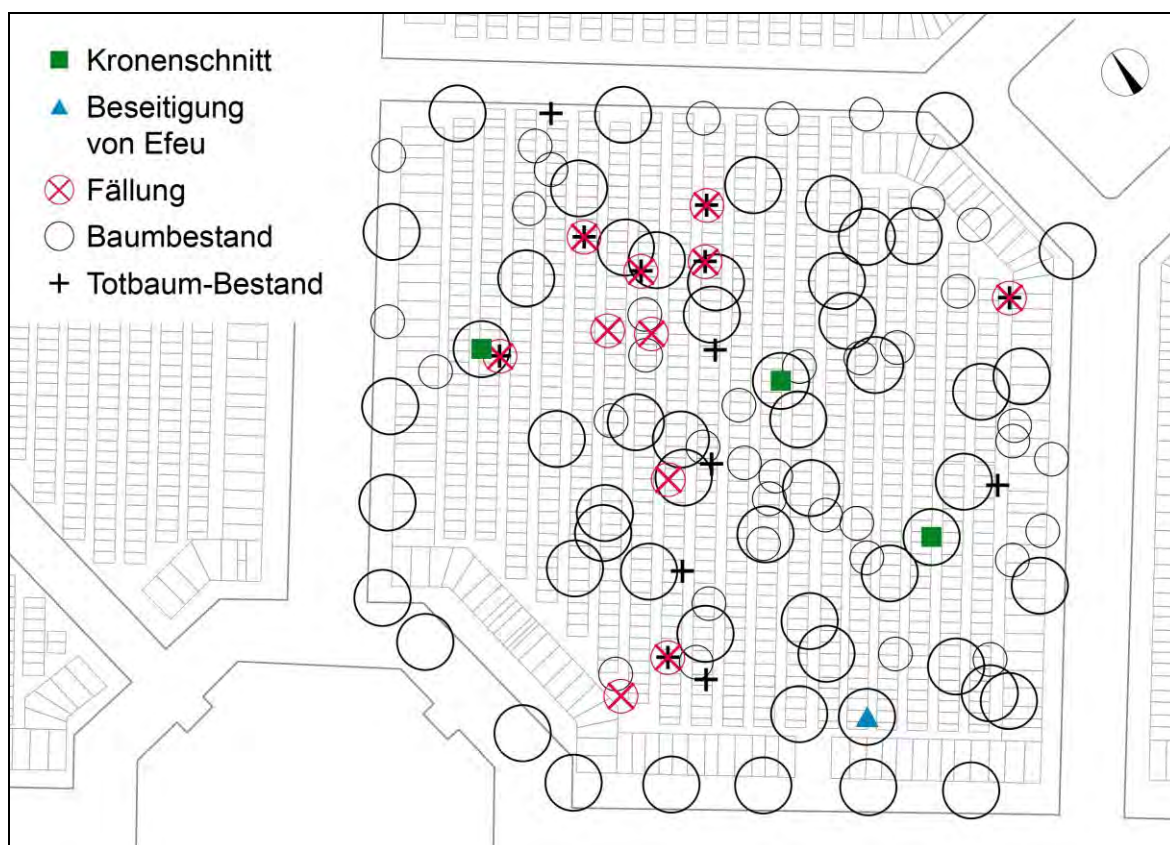 Kronenschnitt
Beseitigung
von Efeu
Fällung
Baumbestand
Totbaum-Bestand